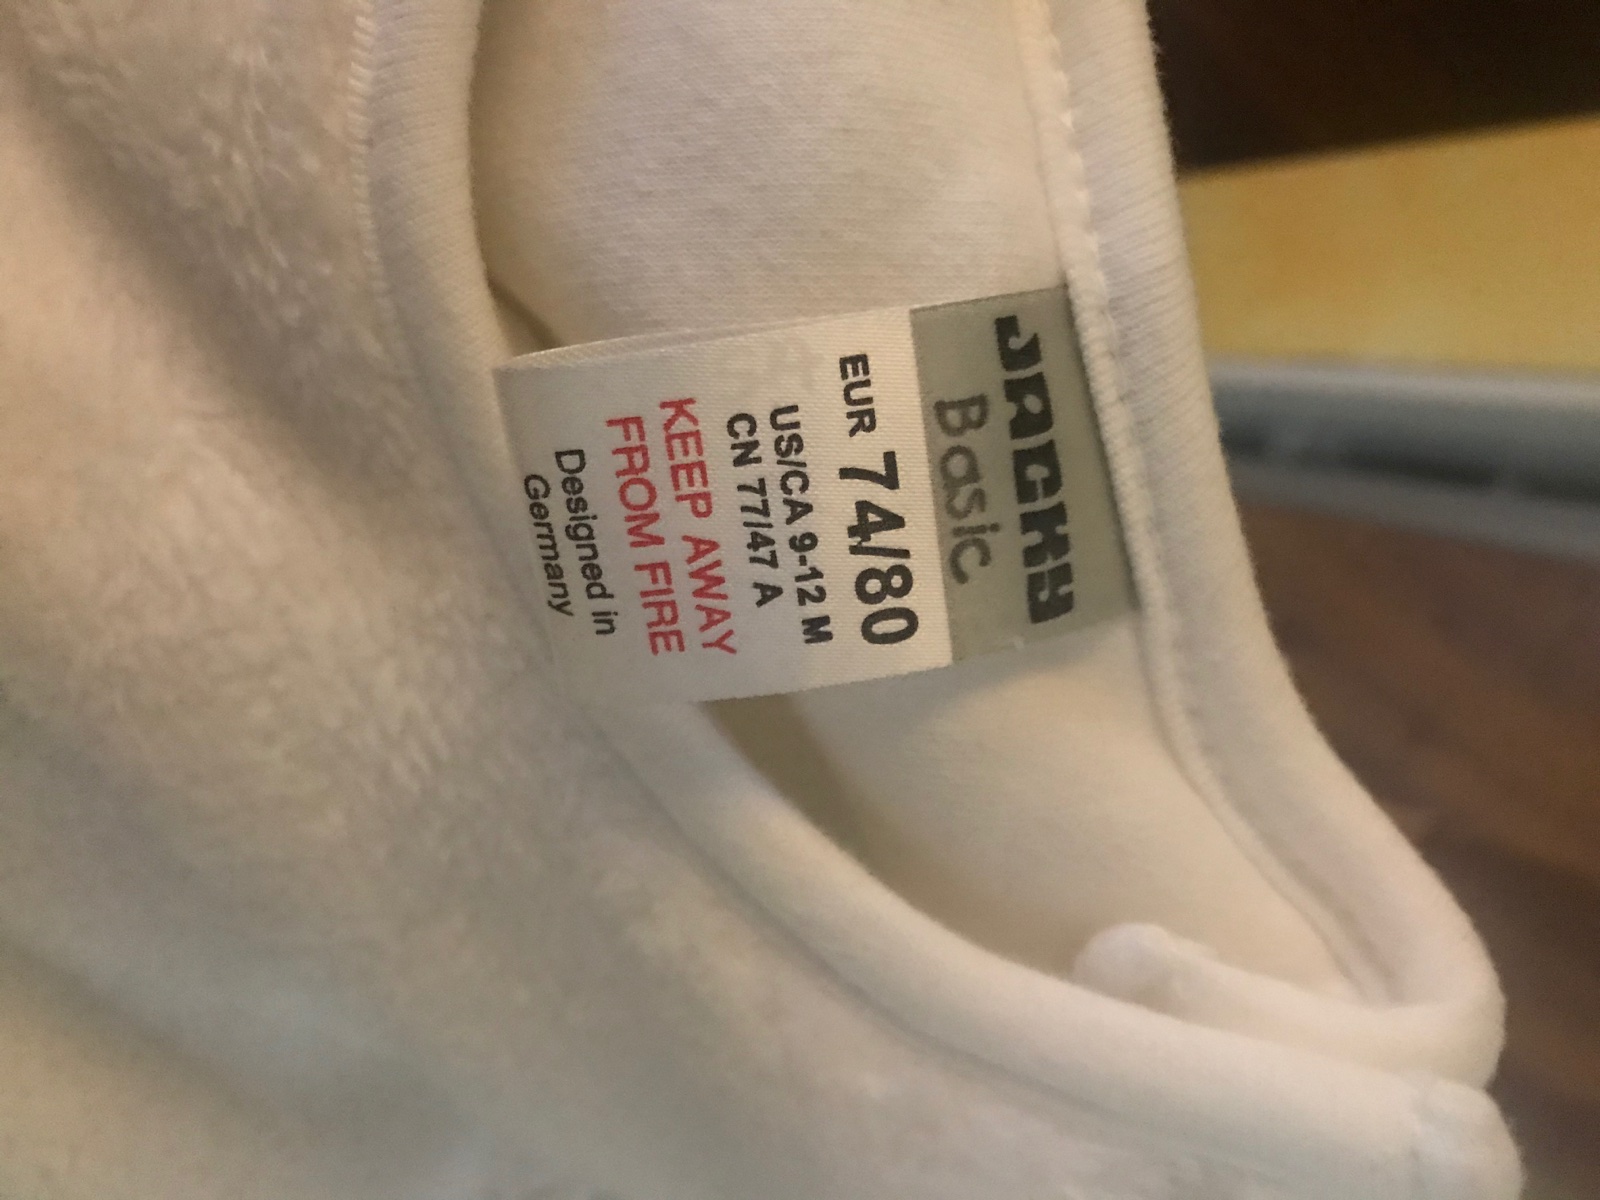 JACKY
Basic
EUR 74/80
US/CA 9-12 M
CN 77/47 A
KEEP AWAY
FROM FIRE
Designed in
Germany